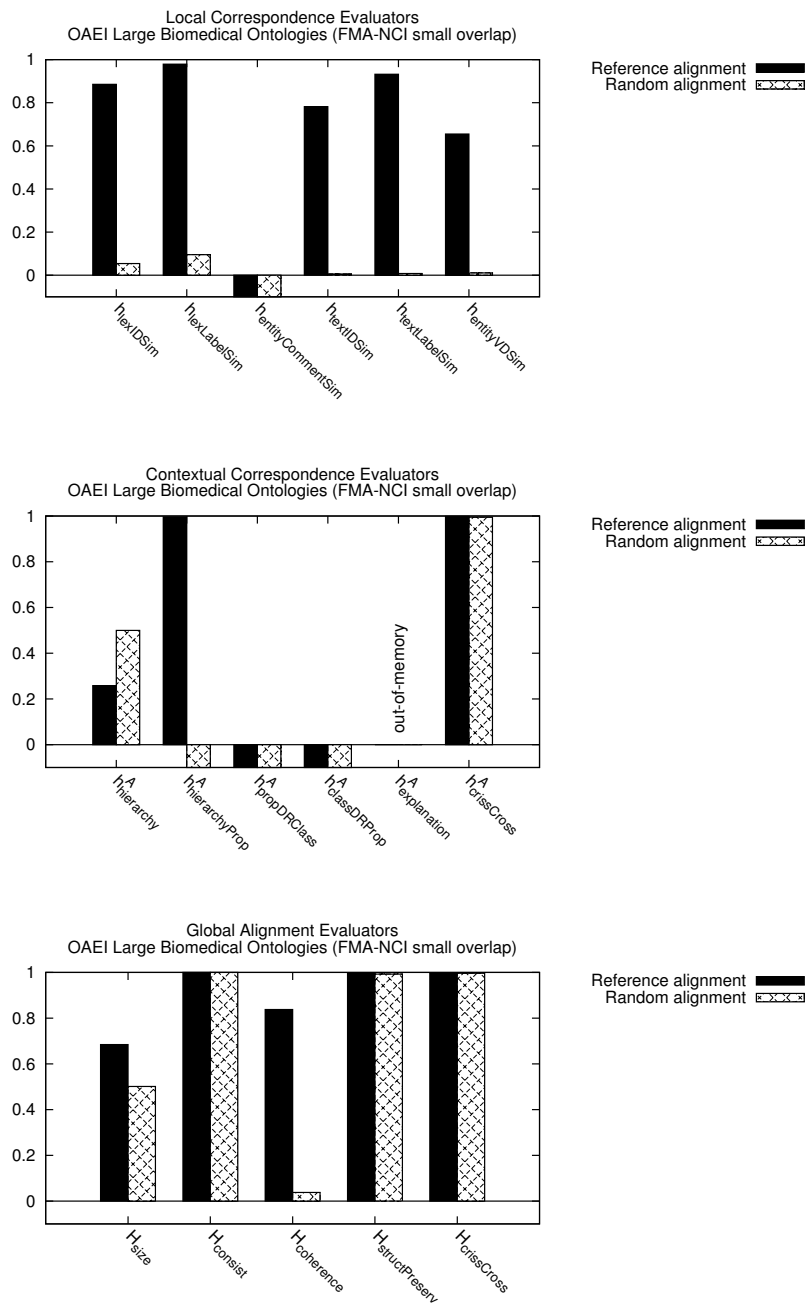 Local Correspondence Evaluators
OAEI Large Biomedical Ontologies (FMA-NCI small overlap)
Reference alignment
Random alignment
1
0.8
0.6
0.4
0.2
0
hlexIDSim
hlexLabelSim
hentityCommentSim
htextIDSim
htextLabelSim
hentityVDSim
Contextual Correspondence Evaluators
OAEI Large Biomedical Ontologies (FMA-NCI small overlap)
Reference alignment
Random alignment
1
0.8
0.6
0.4
0.2
0
out-of-memory
hAhierarchy
hAhierarchyProp
hApropDRClass
hAclassDRProp
hAexplanation
hAcrissCross
Global Alignment Evaluators
OAEI Large Biomedical Ontologies (FMA-NCI small overlap)
Reference alignment
Random alignment
1
0.8
0.6
0.4
0.2
0
Hsize
Hconsist
Hcoherence
HstructPreserv
HcrissCross